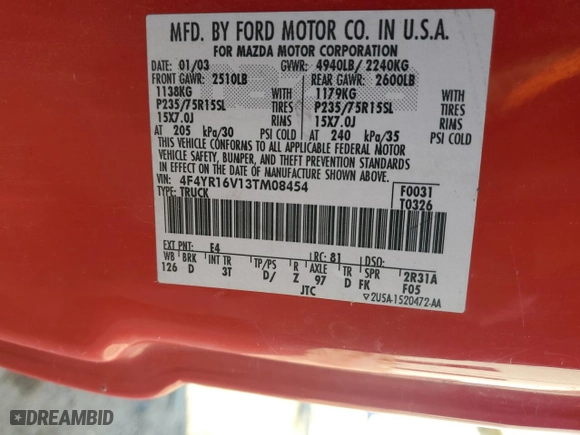 MFD. BY FORD MOTOR CO. IN U.S.A.
FOR MAZDA MOTOR CORPORATION
DATE: 01/03 GVWR: 4940LB/ 2240KG
FRONT GAWR: 2510LB REAR GAWR: 2600LB
1138KG WITH 1179KG WITH
P235/75R15SL TIRES P235/75R15SL TIRES
15X7.0J RIMS 15X7.0J RIMS
AT 205 kPa/30 PSI COLD AT 240 kPa/35 PSI COLD
THIS VEHICLE CONFORMS TO ALL APPLICABLE FEDERAL MOTOR
VEHICLE SAFETY, BUMPER, AND THEFT PREVENTION STANDARDS
IN EFFECT ON THE DATE OF MANUFACTURE SHOWN ABOVE.
VIN: 4F4YR16V13TM08454 F0031
TYPE: TRUCK T0326
EXT PNT: E4 RC: 81 DSO:
WB BRK INT TR TP/PS R AXLE TR SPR 2R31A
126 D 3T D/ Z 97 D FK F05
JTC ▽2U5A-1520472-AA
DREAMBID